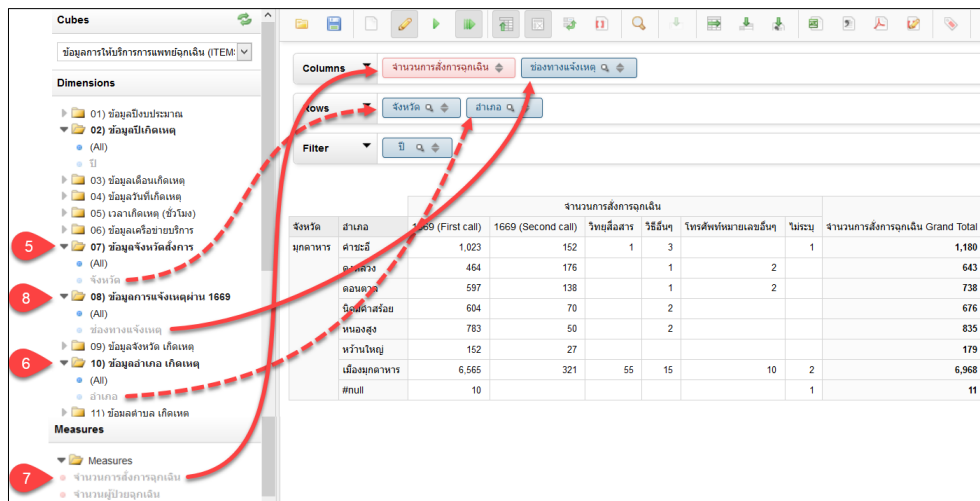 Cubes
ข้อมูลการให้บริการการแพทย์ฉุกเฉิน (ITEM:
Dimensions
01) ข้อมูลปีงบประมาณ
02) ข้อมูลปีเกิดเหตุ
(All)
ปี
03) ข้อมูลเดือนเกิดเหตุ
04) ข้อมูลวันที่เกิดเหตุ
05) เวลาเกิดเหตุ (ชั่วโมง)
06) ข้อมูลเครือข่ายบริการ
5
07) ข้อมูลจังหวัดสั่งการ
(All)
จังหวัด
8
08) ข้อมูลการแจ้งเหตุผ่าน 1669
(All)
ช่องทางแจ้งเหตุ
09) ข้อมูลจังหวัด เกิดเหตุ
6
10) ข้อมูลอำเภอ เกิดเหตุ
(All)
อำเภอ
11) ข้อมูลตำบล เกิดเหตุ
Measures
Measures
7
จำนวนการสั่งการฉุกเฉิน
จำนวนผู้ป่วยฉุกเฉิน
Columns จำนวนการสั่งการฉุกเฉิน ช่องทางแจ้งเหตุ
Rows จังหวัด อำเภอ
Filter ปี
จำนวนการสั่งการฉุกเฉิน
จังหวัด อำเภอ 1669 (First call) 1669 (Second call) วิทยุสื่อสาร วิธีอื่นๆ โทรศัพท์หมายเลขอื่นๆ ไม่ระบุ จำนวนการสั่งการฉุกเฉิน Grand Total
มุกดาหาร คำชะอี 1,023 152 1 3 1 1,180
ดงหลวง 464 176 1 2 643
ดอนตาล 597 138 1 2 738
นิคมคำสร้อย 604 70 2 676
หนองสูง 783 50 2 835
หว้านใหญ่ 152 27 179
เมืองมุกดาหาร 6,565 321 55 15 10 2 6,968
#null 10 1 11